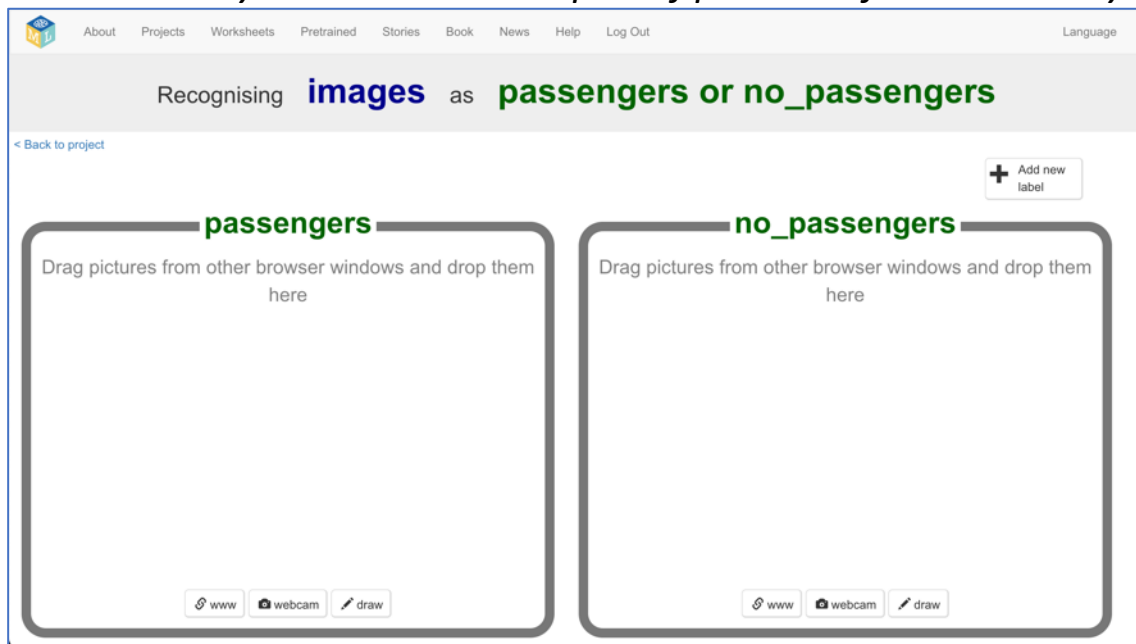 About Projects Worksheets Pretrained Stories Book News Help Log Out Language
Recognising images as passengers or no_passengers
< Back to project
Add new
label
passengers
Drag pictures from other browser windows and drop them
here
www webcam draw
no_passengers
Drag pictures from other browser windows and drop them
here
www webcam draw